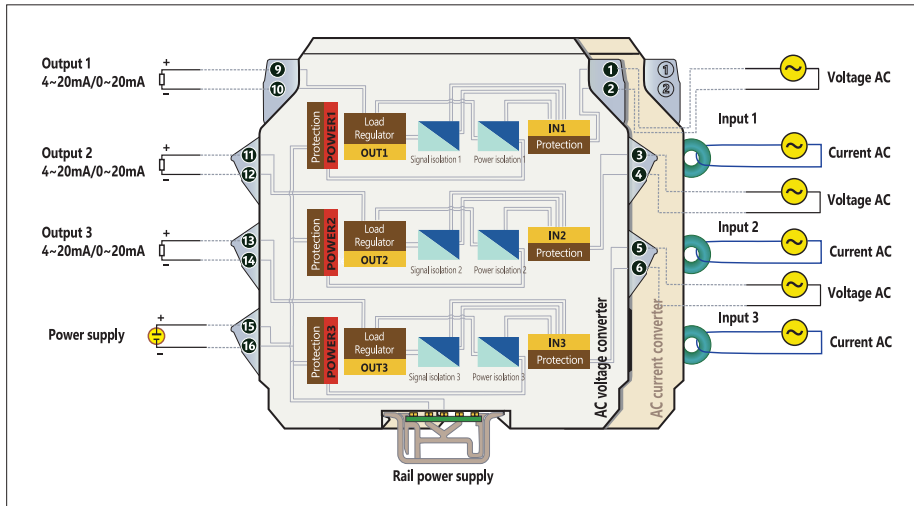 Output 1
4~20mA/0~20mA
+
−
9
10
Output 2
4~20mA/0~20mA
+
−
11
12
Output 3
4~20mA/0~20mA
+
−
13
14
Power supply
+
−
15
16
Protection
POWER1
Load
Regulator
OUT1
Signal isolation 1
Power isolation 1
IN1
Protection
Protection
POWER2
Load
Regulator
OUT2
Signal isolation 2
Power isolation 2
IN2
Protection
Protection
POWER3
Load
Regulator
OUT3
Signal isolation 3
Power isolation 3
IN3
Protection
AC voltage converter
AC current converter
1
2
3
4
5
6
1
2
Voltage AC
Input 1
Current AC
Voltage AC
Input 2
Current AC
Voltage AC
Input 3
Current AC
Rail power supply